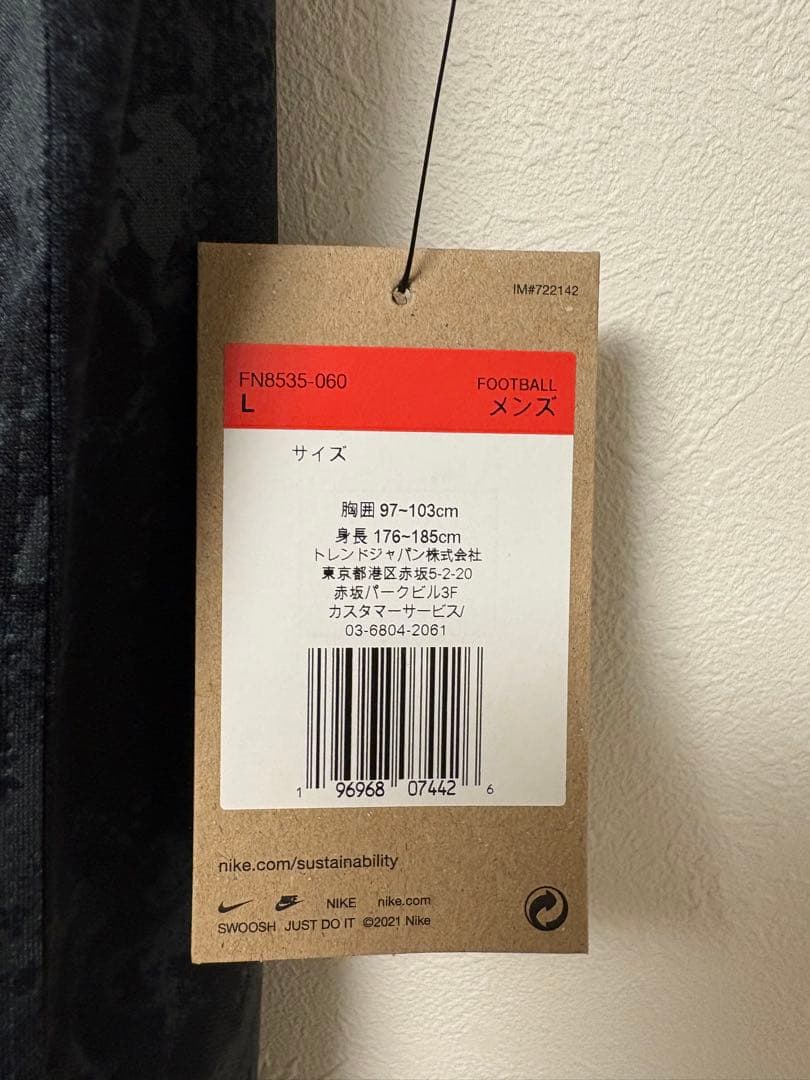 IM#722142
FN8535-060 FOOTBALL
L メンズ
サイズ
胸囲 97~103cm
身長 176~185cm
トレンドジャパン株式会社
東京都港区赤坂5-2-20
赤坂パークビル3F
カスタマーサービス/
03-6804-2061
1 96968 07442 6
nike.com/sustainability
NIKE nike.com
SWOOSH JUST DO IT ©2021 Nike